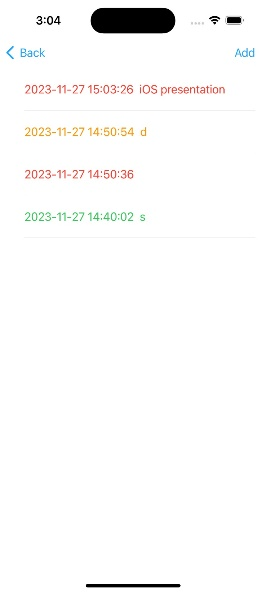 3:04
Back Add
2023-11-27 15:03:26 iOS presentation
2023-11-27 14:50:54 d
2023-11-27 14:50:36
2023-11-27 14:40:02 s